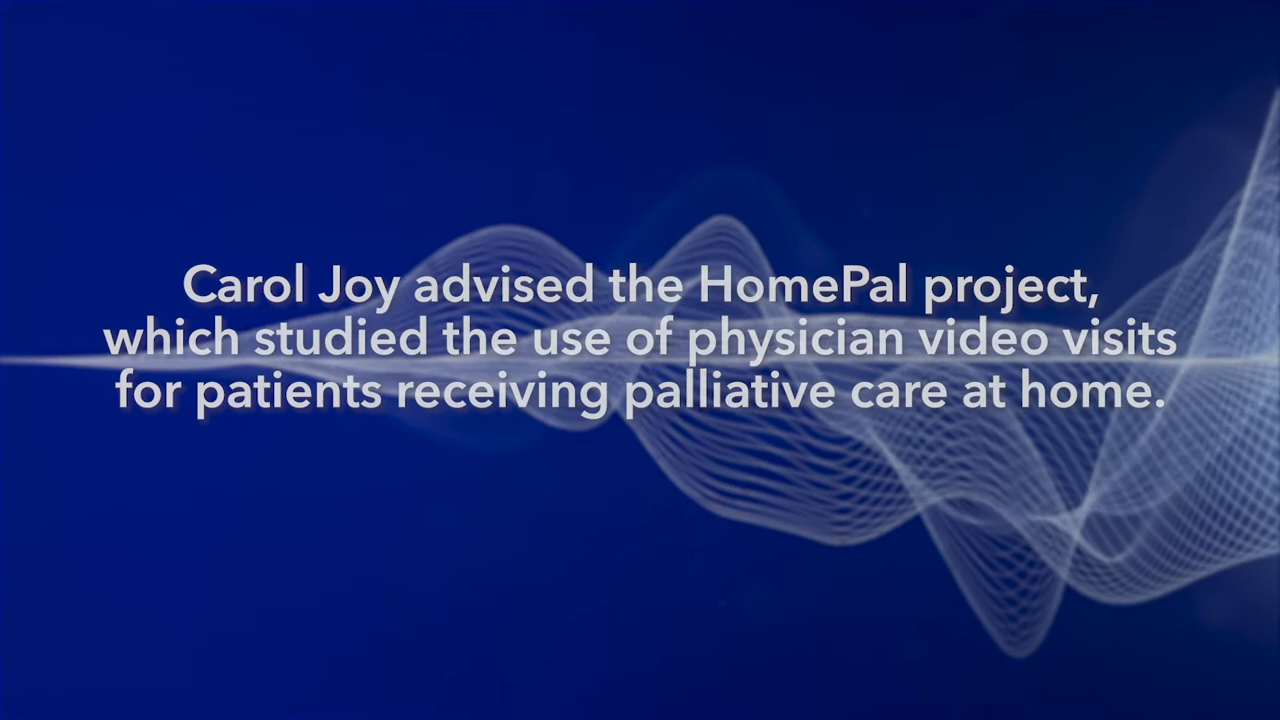 Carol Joy advised the HomePal project,
which studied the use of physician video visits
for patients receiving palliative care at home.